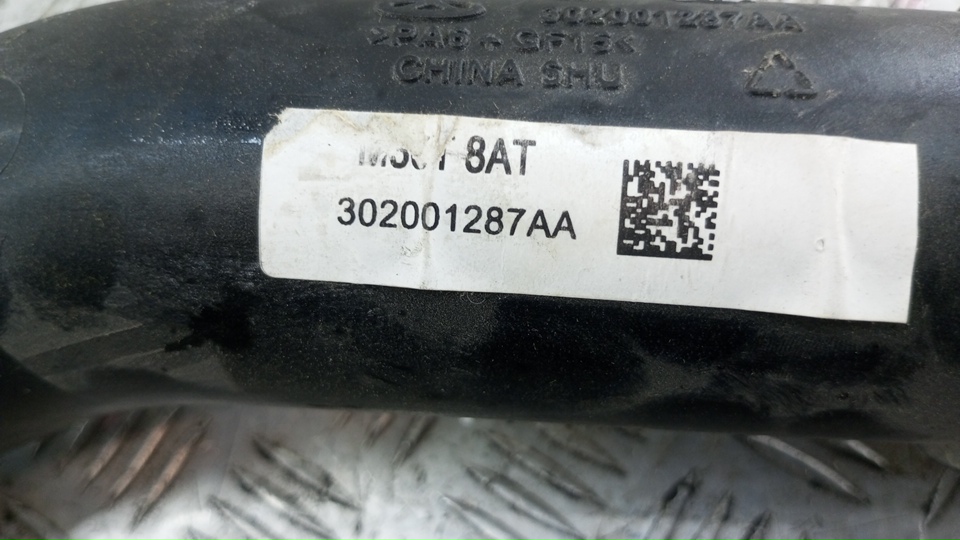 302001287AA
>PA6 - GF15<
CHINA SHU
8AT
302001287AA